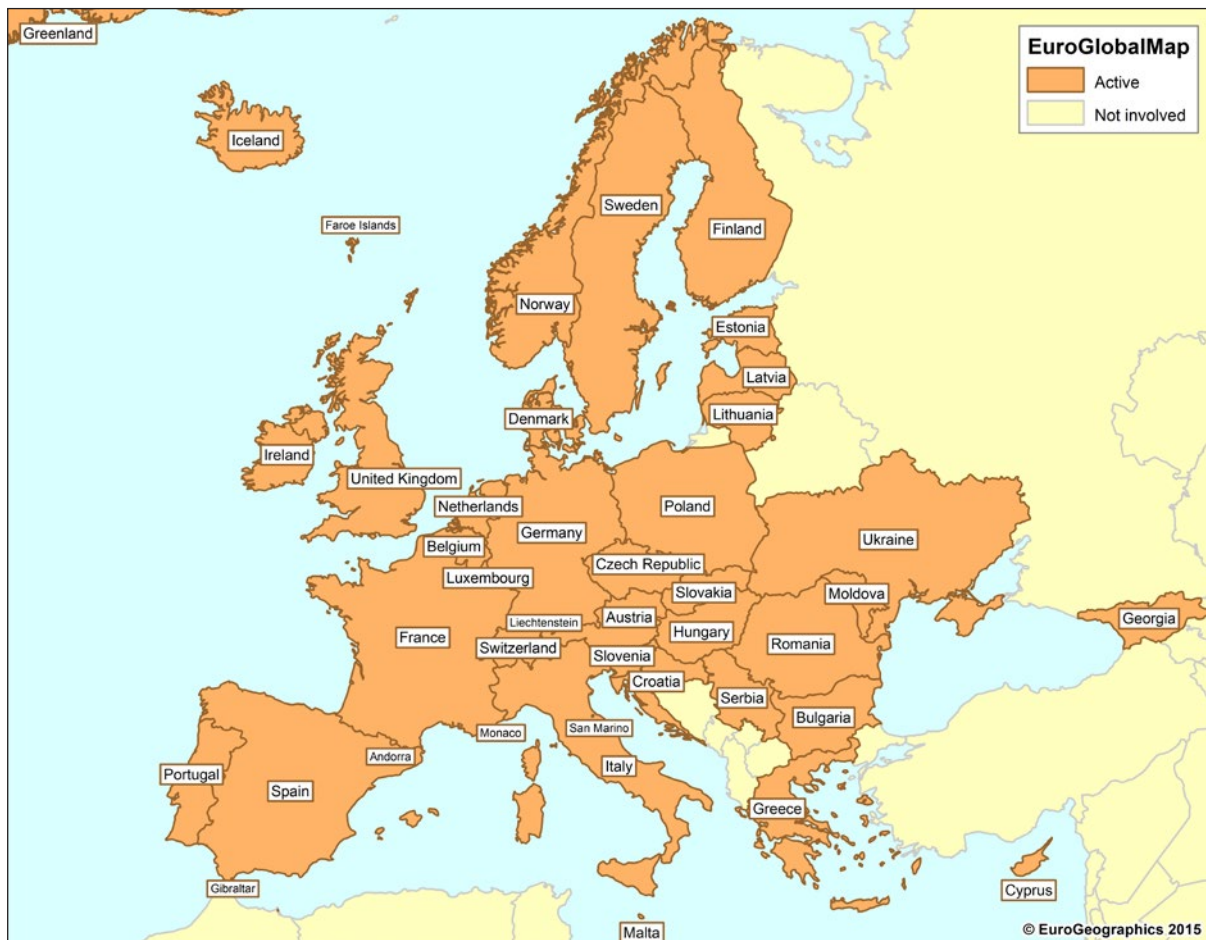 Greenland
EuroGlobalMap
Active
Not involved
Iceland
Faroe Islands
Sweden
Finland
Norway
Estonia
Latvia
Lithuania
Denmark
Ireland
United Kingdom
Netherlands
Poland
Germany
Ukraine
Belgium
Czech Republic
Luxembourg
Slovakia
Moldova
Liechtenstein
Austria
Georgia
France
Hungary
Romania
Switzerland
Slovenia
Croatia
Serbia
Bulgaria
Monaco
San Marino
Andorra
Portugal
Italy
Spain
Greece
Gibraltar
Cyprus
Malta
© EuroGeographics 2015